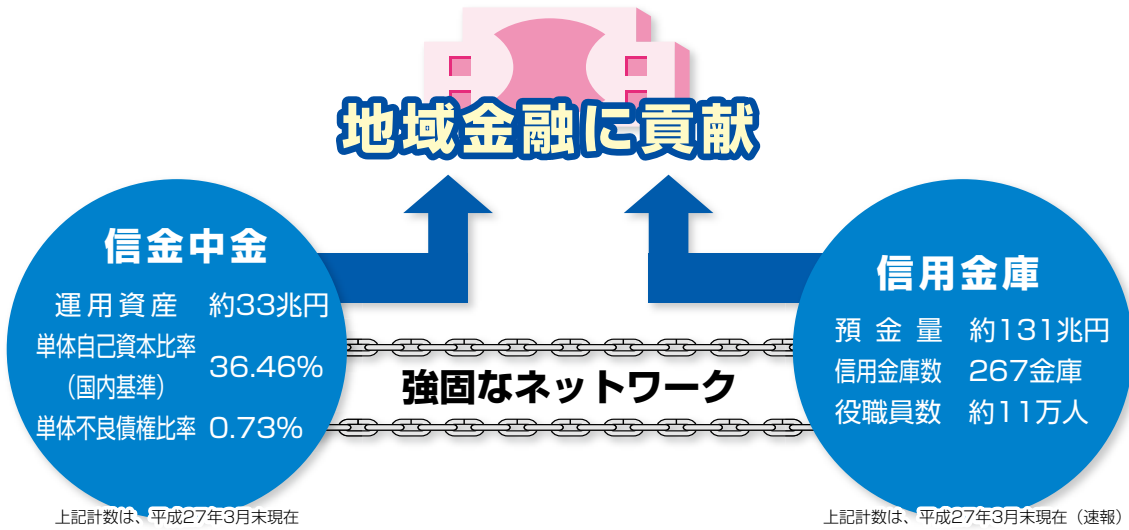 地域金融に貢献
信金中金
運用資産 約33兆円
単体自己資本比率
（国内基準） 36.46%
単体不良債権比率 0.73%
上記計数は、平成27年3月末現在
強固なネットワーク
信用金庫
預金量 約131兆円
信用金庫数 267金庫
役職員数 約11万人
上記計数は、平成27年3月末現在（速報）